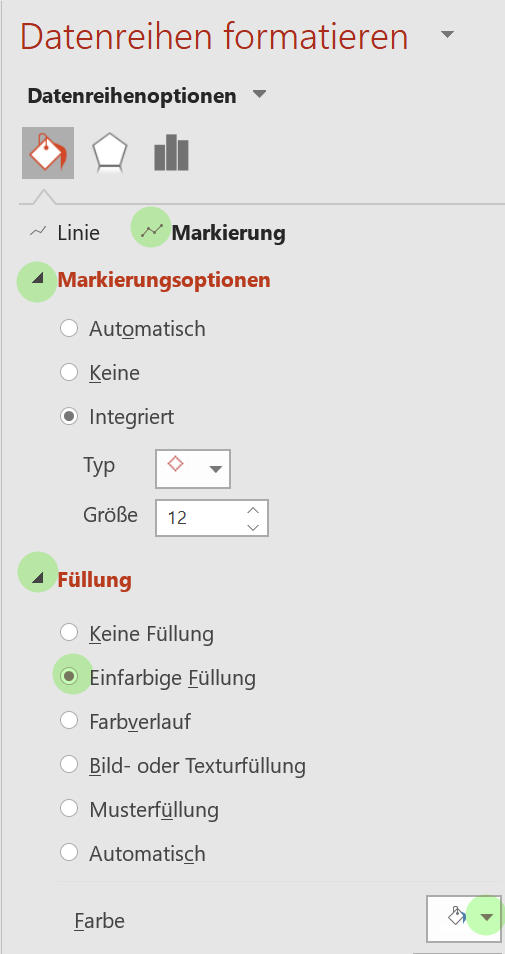 Datenreihen formatieren
Datenreihenoptionen
Linie Markierung
Markierungsoptionen
Automatisch
Keine
Integriert
Typ
Größe 12
Füllung
Keine Füllung
Einfarbige Füllung
Farbverlauf
Bild- oder Texturfüllung
Musterfüllung
Automatisch
Farbe